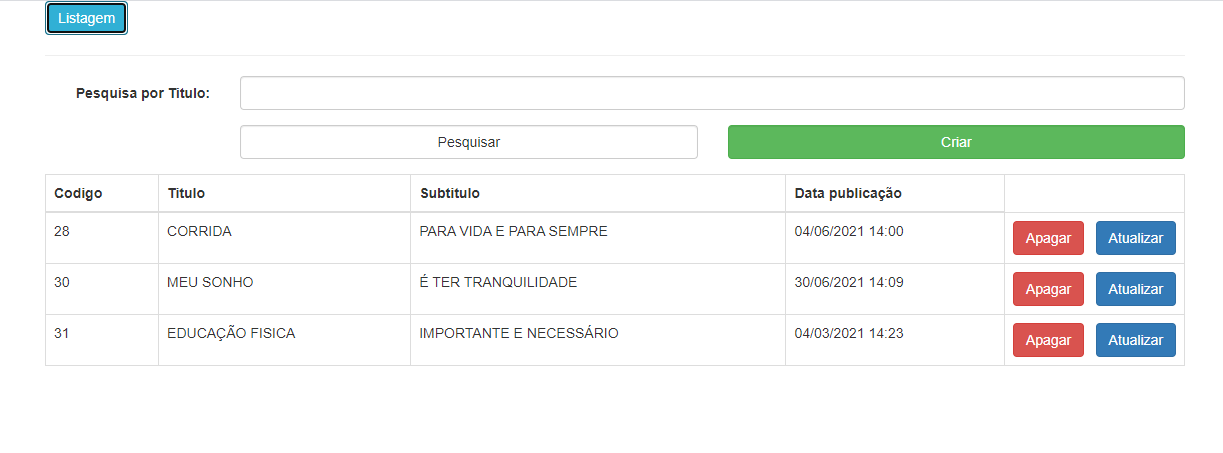 Listagem
Pesquisa por Titulo:
Pesquisar Criar
Codigo Titulo Subtitulo Data publicação
28 CORRIDA PARA VIDA E PARA SEMPRE 04/06/2021 14:00 Apagar Atualizar
30 MEU SONHO É TER TRANQUILIDADE 30/06/2021 14:09 Apagar Atualizar
31 EDUCAÇÃO FISICA IMPORTANTE E NECESSÁRIO 04/03/2021 14:23 Apagar Atualizar